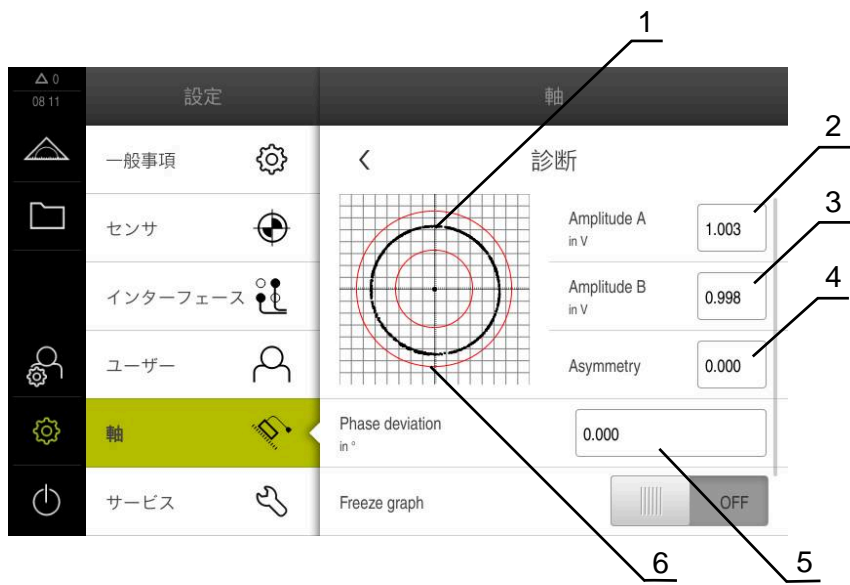 1
0
08 11
設定
軸
2
一般事項
診断
Amplitude A
in V
1.003
3
センサ
Amplitude B
in V
0.998
4
インターフェース
ユーザー
Asymmetry
0.000
軸
Phase deviation
in °
0.000
サービス
Freeze graph
OFF
6
5